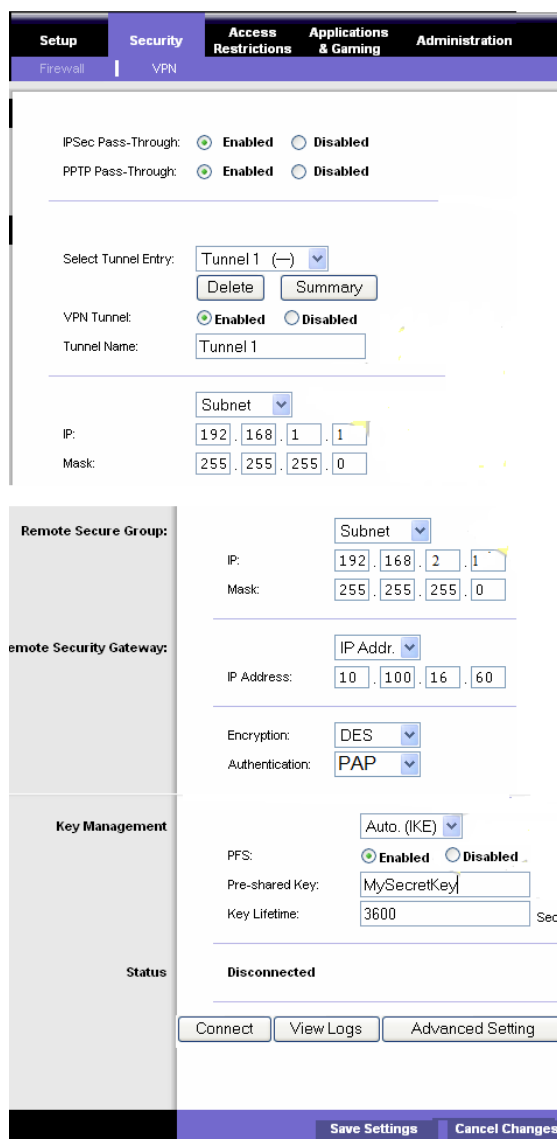 Setup Security Access Restrictions Applications & Gaming Administration
Firewall VPN
IPSec Pass-Through: Enabled Disabled
PPTP Pass-Through: Enabled Disabled
Select Tunnel Entry: Tunnel 1 (—)
Delete Summary
VPN Tunnel: Enabled Disabled
Tunnel Name: Tunnel 1
Subnet
IP: 192 . 168 . 1 . 1
Mask: 255 . 255 . 255 . 0
Remote Secure Group: Subnet
IP: 192 . 168 . 2 . 1
Mask: 255 . 255 . 255 . 0
emote Security Gateway: IP Addr.
IP Address: 10 . 100 . 16 . 60
Encryption: DES
Authentication: PAP
Key Management Auto. (IKE)
PFS: Enabled Disabled
Pre-shared Key: MySecretKey
Key Lifetime: 3600 Sec
Status Disconnected
Connect View Logs Advanced Setting
Save Settings Cancel Changes